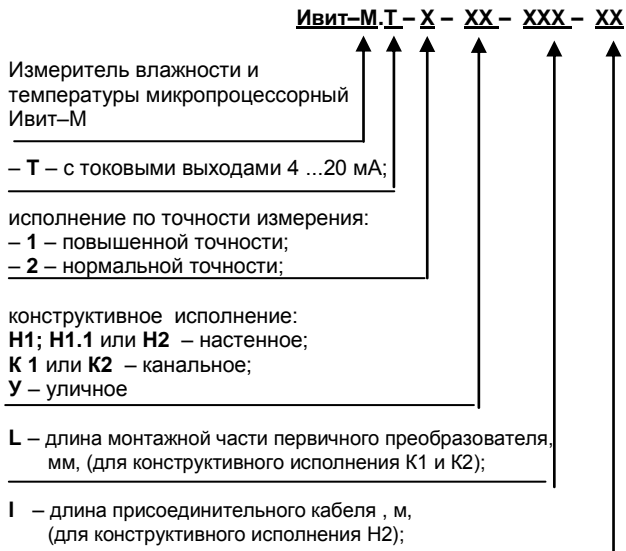 Ивит–М.Т – Х – ХХ – ХХХ – ХХ
Измеритель влажности и
температуры микропроцессорный
Ивит–М
– Т – с токовыми выходами 4 ...20 мА;
исполнение по точности измерения:
– 1 – повышенной точности;
– 2 – нормальной точности;
конструктивное исполнение:
Н1; Н1.1 или Н2 – настенное;
К 1 или К2 – канальное;
У – уличное
L – длина монтажной части первичного преобразователя,
мм, (для конструктивного исполнения К1 и К2);
l – длина присоединительного кабеля , м,
(для конструктивного исполнения Н2);